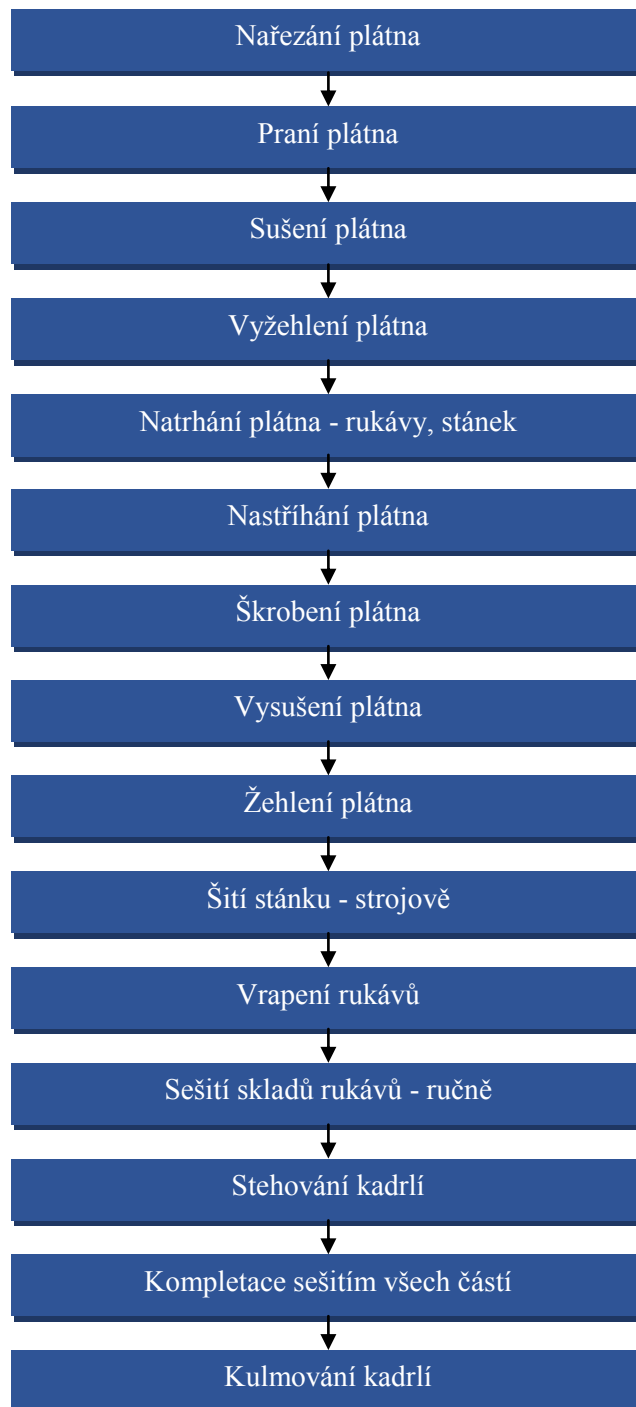 Nařezání plátna
Praní plátna
Sušení plátna
Vyžehlení plátna
Natrhání plátna - rukávy, stánek
Nastříhání plátna
Škrobení plátna
Vysušení plátna
Žehlení plátna
Šití stánku - strojově
Vrapení rukávů
Sešití skladů rukávů - ručně
Stehování kadrlí
Kompletace sešitím všech částí
Kulmování kadrlí